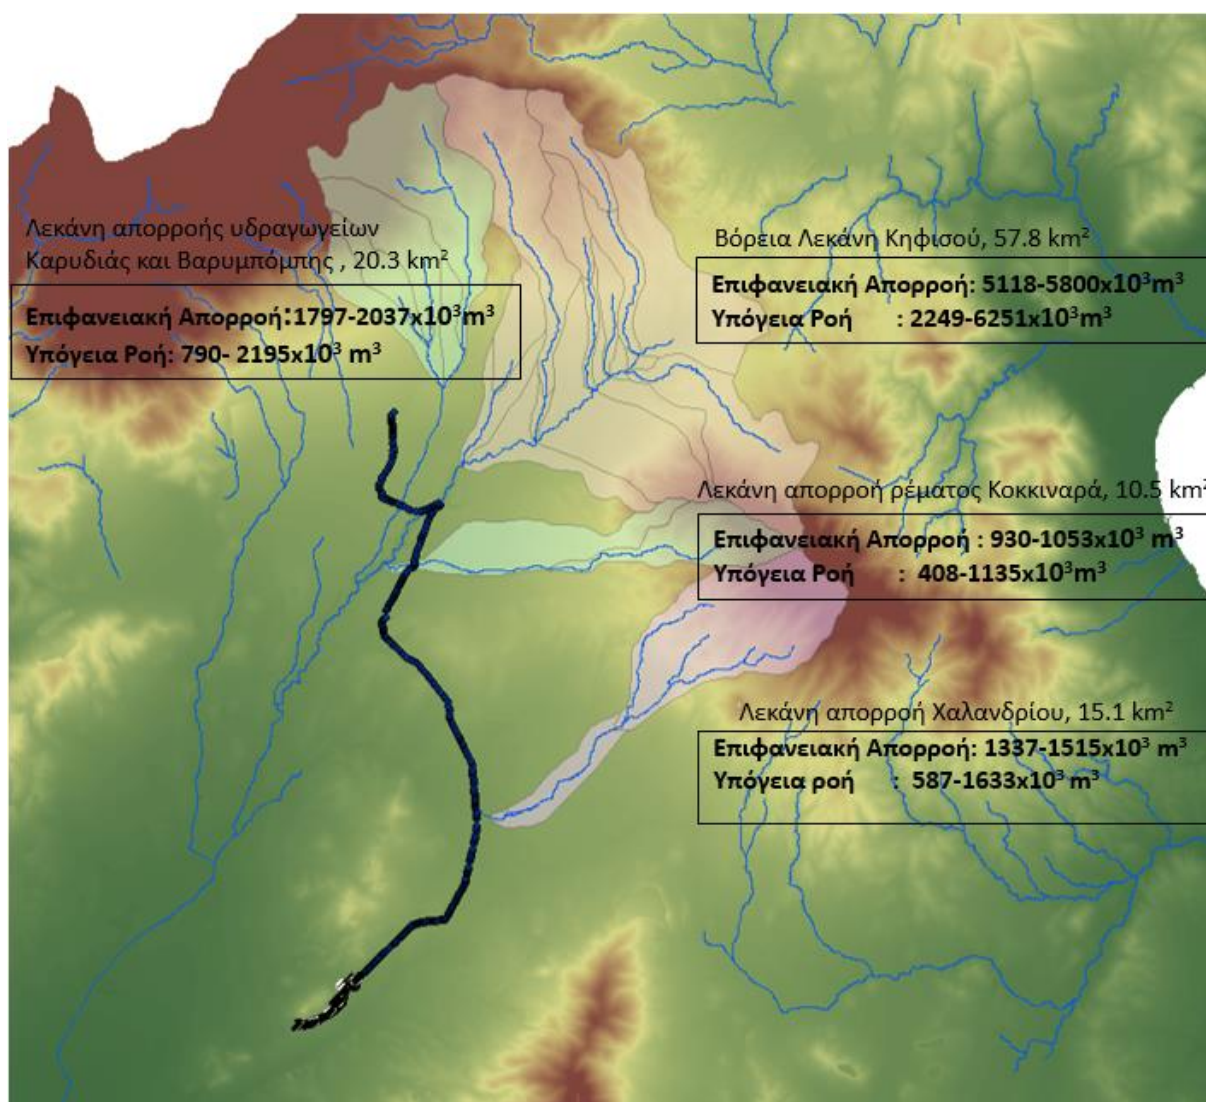 Λεκάνη απορροής υδραγωγείων
Καρυδιάς και Βαρυμπόμπης , 20.3 km²
Επιφανειακή Απορροή:1797-2037x10³m³
Υπόγεια Ροή: 790- 2195x10³ m³
Βόρεια Λεκάνη Κηφισού, 57.8 km²
Επιφανειακή Απορροή: 5118-5800x10³m³
Υπόγεια Ροή : 2249-6251x10³m³
Λεκάνη απορροή ρέματος Κοκκιναρά, 10.5 km²
Επιφανειακή Απορροή : 930-1053x10³ m³
Υπόγεια Ροή : 408-1135x10³m³
Λεκάνη απορροή Χαλανδρίου, 15.1 km²
Επιφανειακή Απορροή: 1337-1515x10³ m³
Υπόγεια ροή : 587-1633x10³ m³